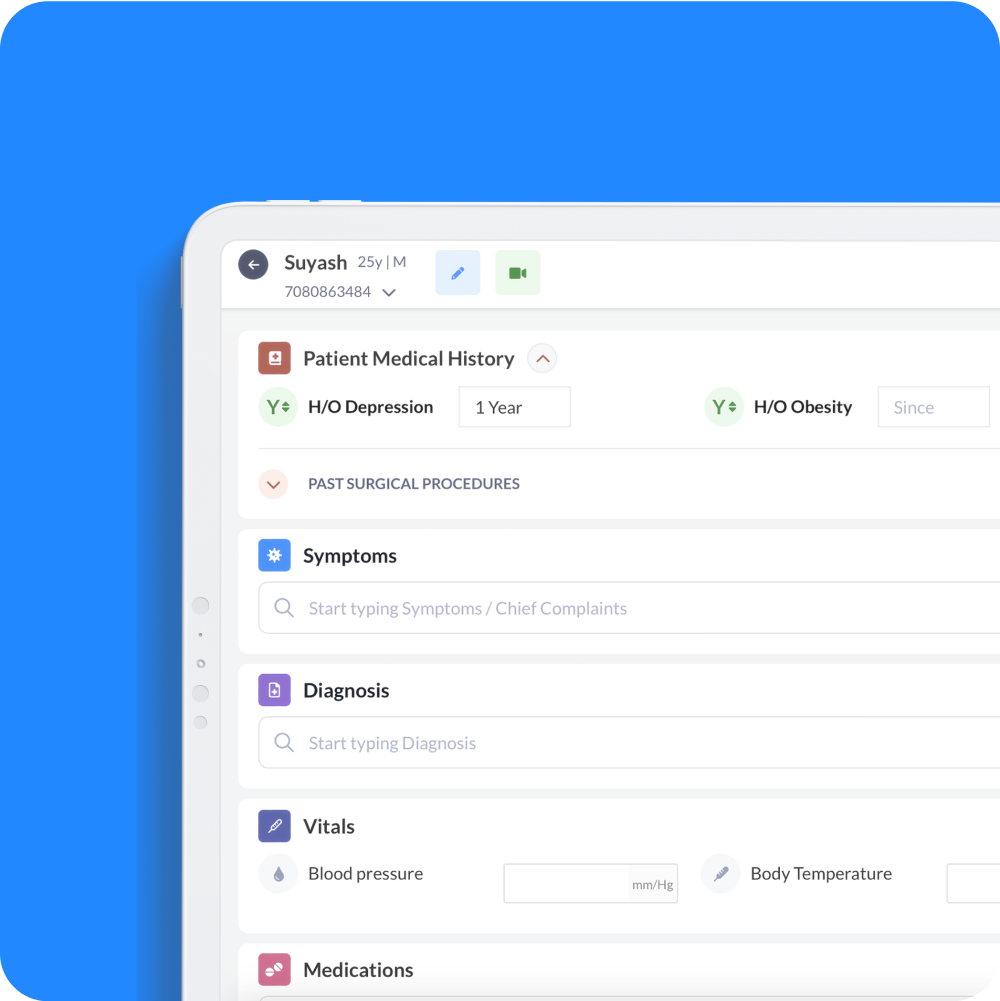 Suyash 25y | M
7080863484
Patient Medical History
Y H/O Depression 1 Year Y H/O Obesity Since
PAST SURGICAL PROCEDURES
Symptoms
Start typing Symptoms / Chief Complaints
Diagnosis
Start typing Diagnosis
Vitals
Blood pressure mm/Hg Body Temperature
Medications